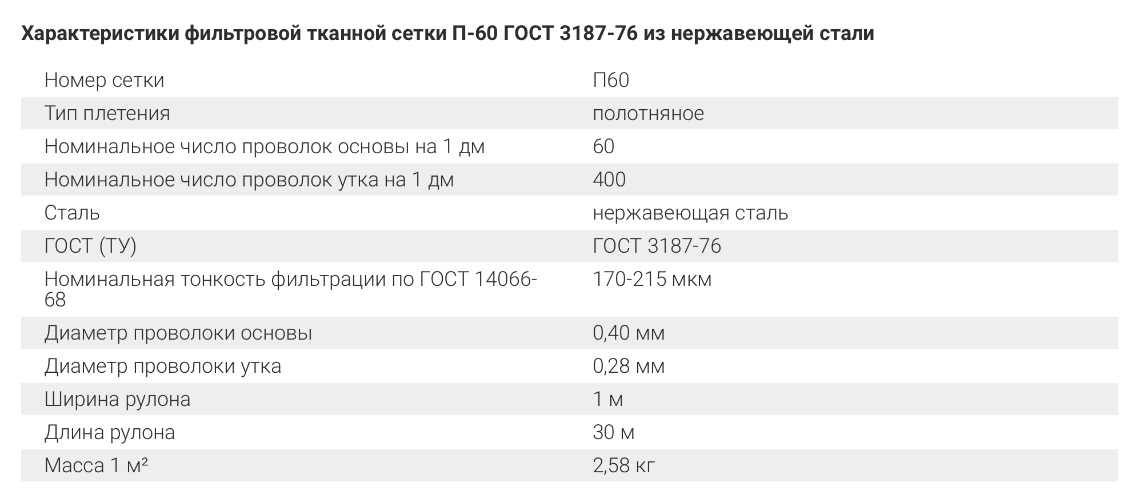 Характеристики фильтровой тканной сетки П-60 ГОСТ 3187-76 из нержавеющей стали
Номер сетки П60
Тип плетения полотняное
Номинальное число проволок основы на 1 дм 60
Номинальное число проволок утка на 1 дм 400
Сталь нержавеющая сталь
ГОСТ (ТУ) ГОСТ 3187-76
Номинальная тонкость фильтрации по ГОСТ 14066- 170-215 мкм
68
Диаметр проволоки основы 0,40 мм
Диаметр проволоки утка 0,28 мм
Ширина рулона 1 м
Длина рулона 30 м
Масса 1 м² 2,58 кг